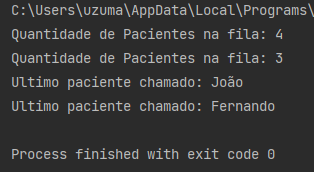 C:\Users\uzuma\AppData\Local\Programs\
Quantidade de Pacientes na fila: 4
Quantidade de Pacientes na fila: 3
Ultimo paciente chamado: João
Ultimo paciente chamado: Fernando
Process finished with exit code 0